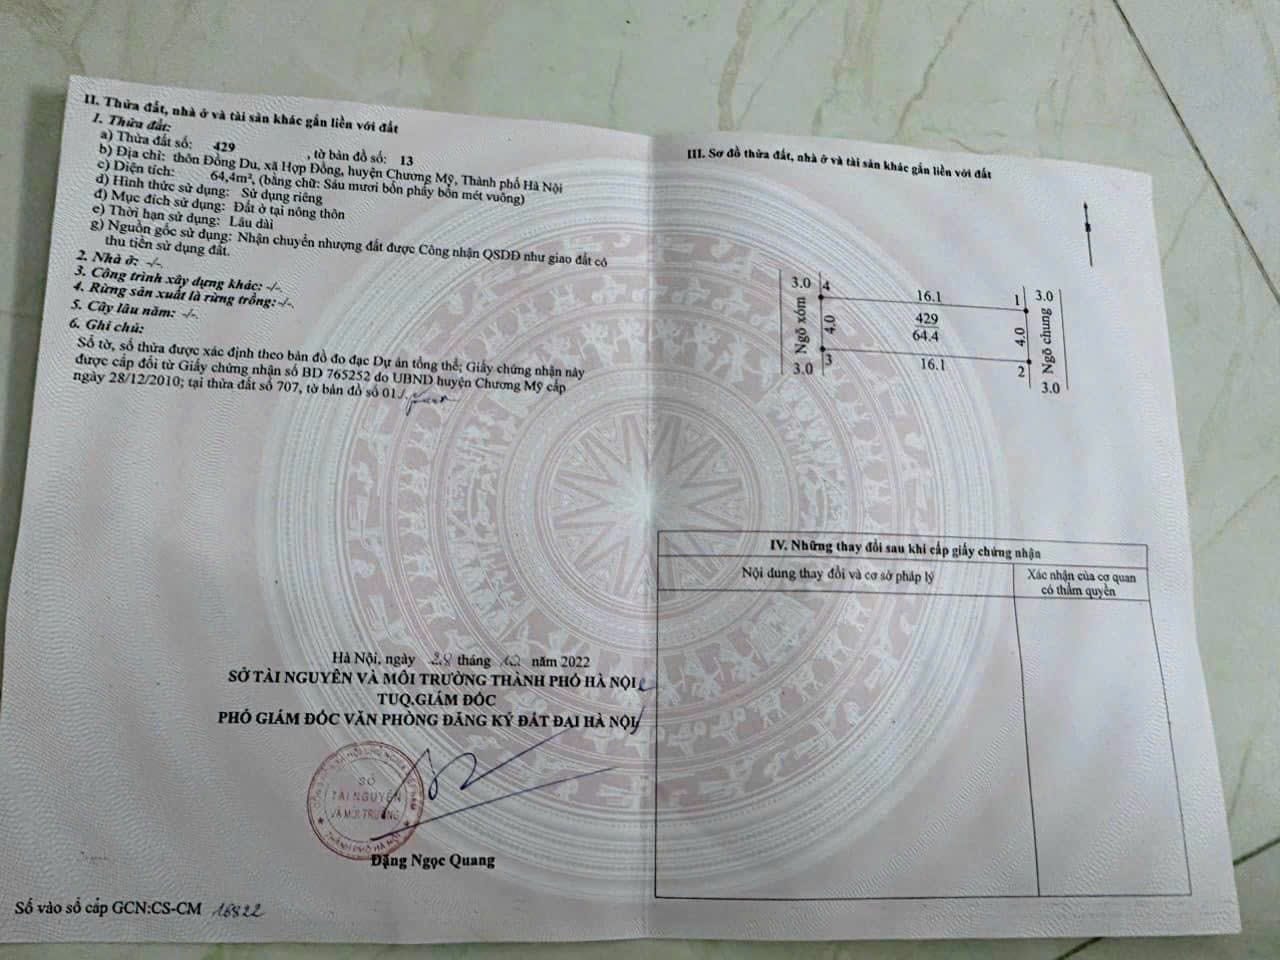 II. Thửa đất, nhà ở và tài sản khác gắn liền với đất
1. Thửa đất:
a) Thửa đất số: 429 , tờ bản đồ số: 13
b) Địa chỉ: thôn Đồng Du, xã Hợp Đồng, huyện Chương Mỹ, Thành phố Hà Nội
c) Diện tích: 64,4m², (bằng chữ: Sáu mươi bốn phẩy bốn mét vuông)
d) Hình thức sử dụng: Sử dụng riêng
đ) Mục đích sử dụng: Đất ở tại nông thôn
e) Thời hạn sử dụng: Lâu dài
g) Nguồn gốc sử dụng: Nhận chuyển nhượng đất được Công nhận QSDĐ như giao đất có
thu tiền sử dụng đất.
2. Nhà ở: -/-.
3. Công trình xây dựng khác: -/-.
4. Rừng sản xuất là rừng trồng: -/-.
5. Cây lâu năm: -/-.
6. Ghi chú:
Số tờ, số thửa được xác định theo bản đồ đo đạc Dự án tổng thể; Giấy chứng nhận này
được cấp đổi từ Giấy chứng nhận số BD 765252 do UBND huyện Chương Mỹ cấp
ngày 28/12/2010; tại thửa đất số 707, tờ bản đồ số 01./.
Hà Nội, ngày 28 tháng 12 năm 2022
SỞ TÀI NGUYÊN VÀ MÔI TRƯỜNG THÀNH PHỐ HÀ NỘI
TUQ.GIÁM ĐỐC
PHÓ GIÁM ĐỐC VĂN PHÒNG ĐĂNG KÝ ĐẤT ĐAI HÀ NỘI
SỞ
TÀI NGUYÊN
VÀ MÔI TRƯỜNG
THÀNH PHỐ HÀ NỘI
Đặng Ngọc Quang
Số vào sổ cấp GCN:CS-CM 16822
III. Sơ đồ thửa đất, nhà ở và tài sản khác gắn liền với đất
3.0 4 16.1 1 3.0
Ngõ xóm 4.0 429 4.0 Ngõ chung
64.4
3.0 3 16.1 2 3.0
IV. Những thay đổi sau khi cấp giấy chứng nhận
Nội dung thay đổi và cơ sở pháp lý
Xác nhận của cơ quan
có thẩm quyền